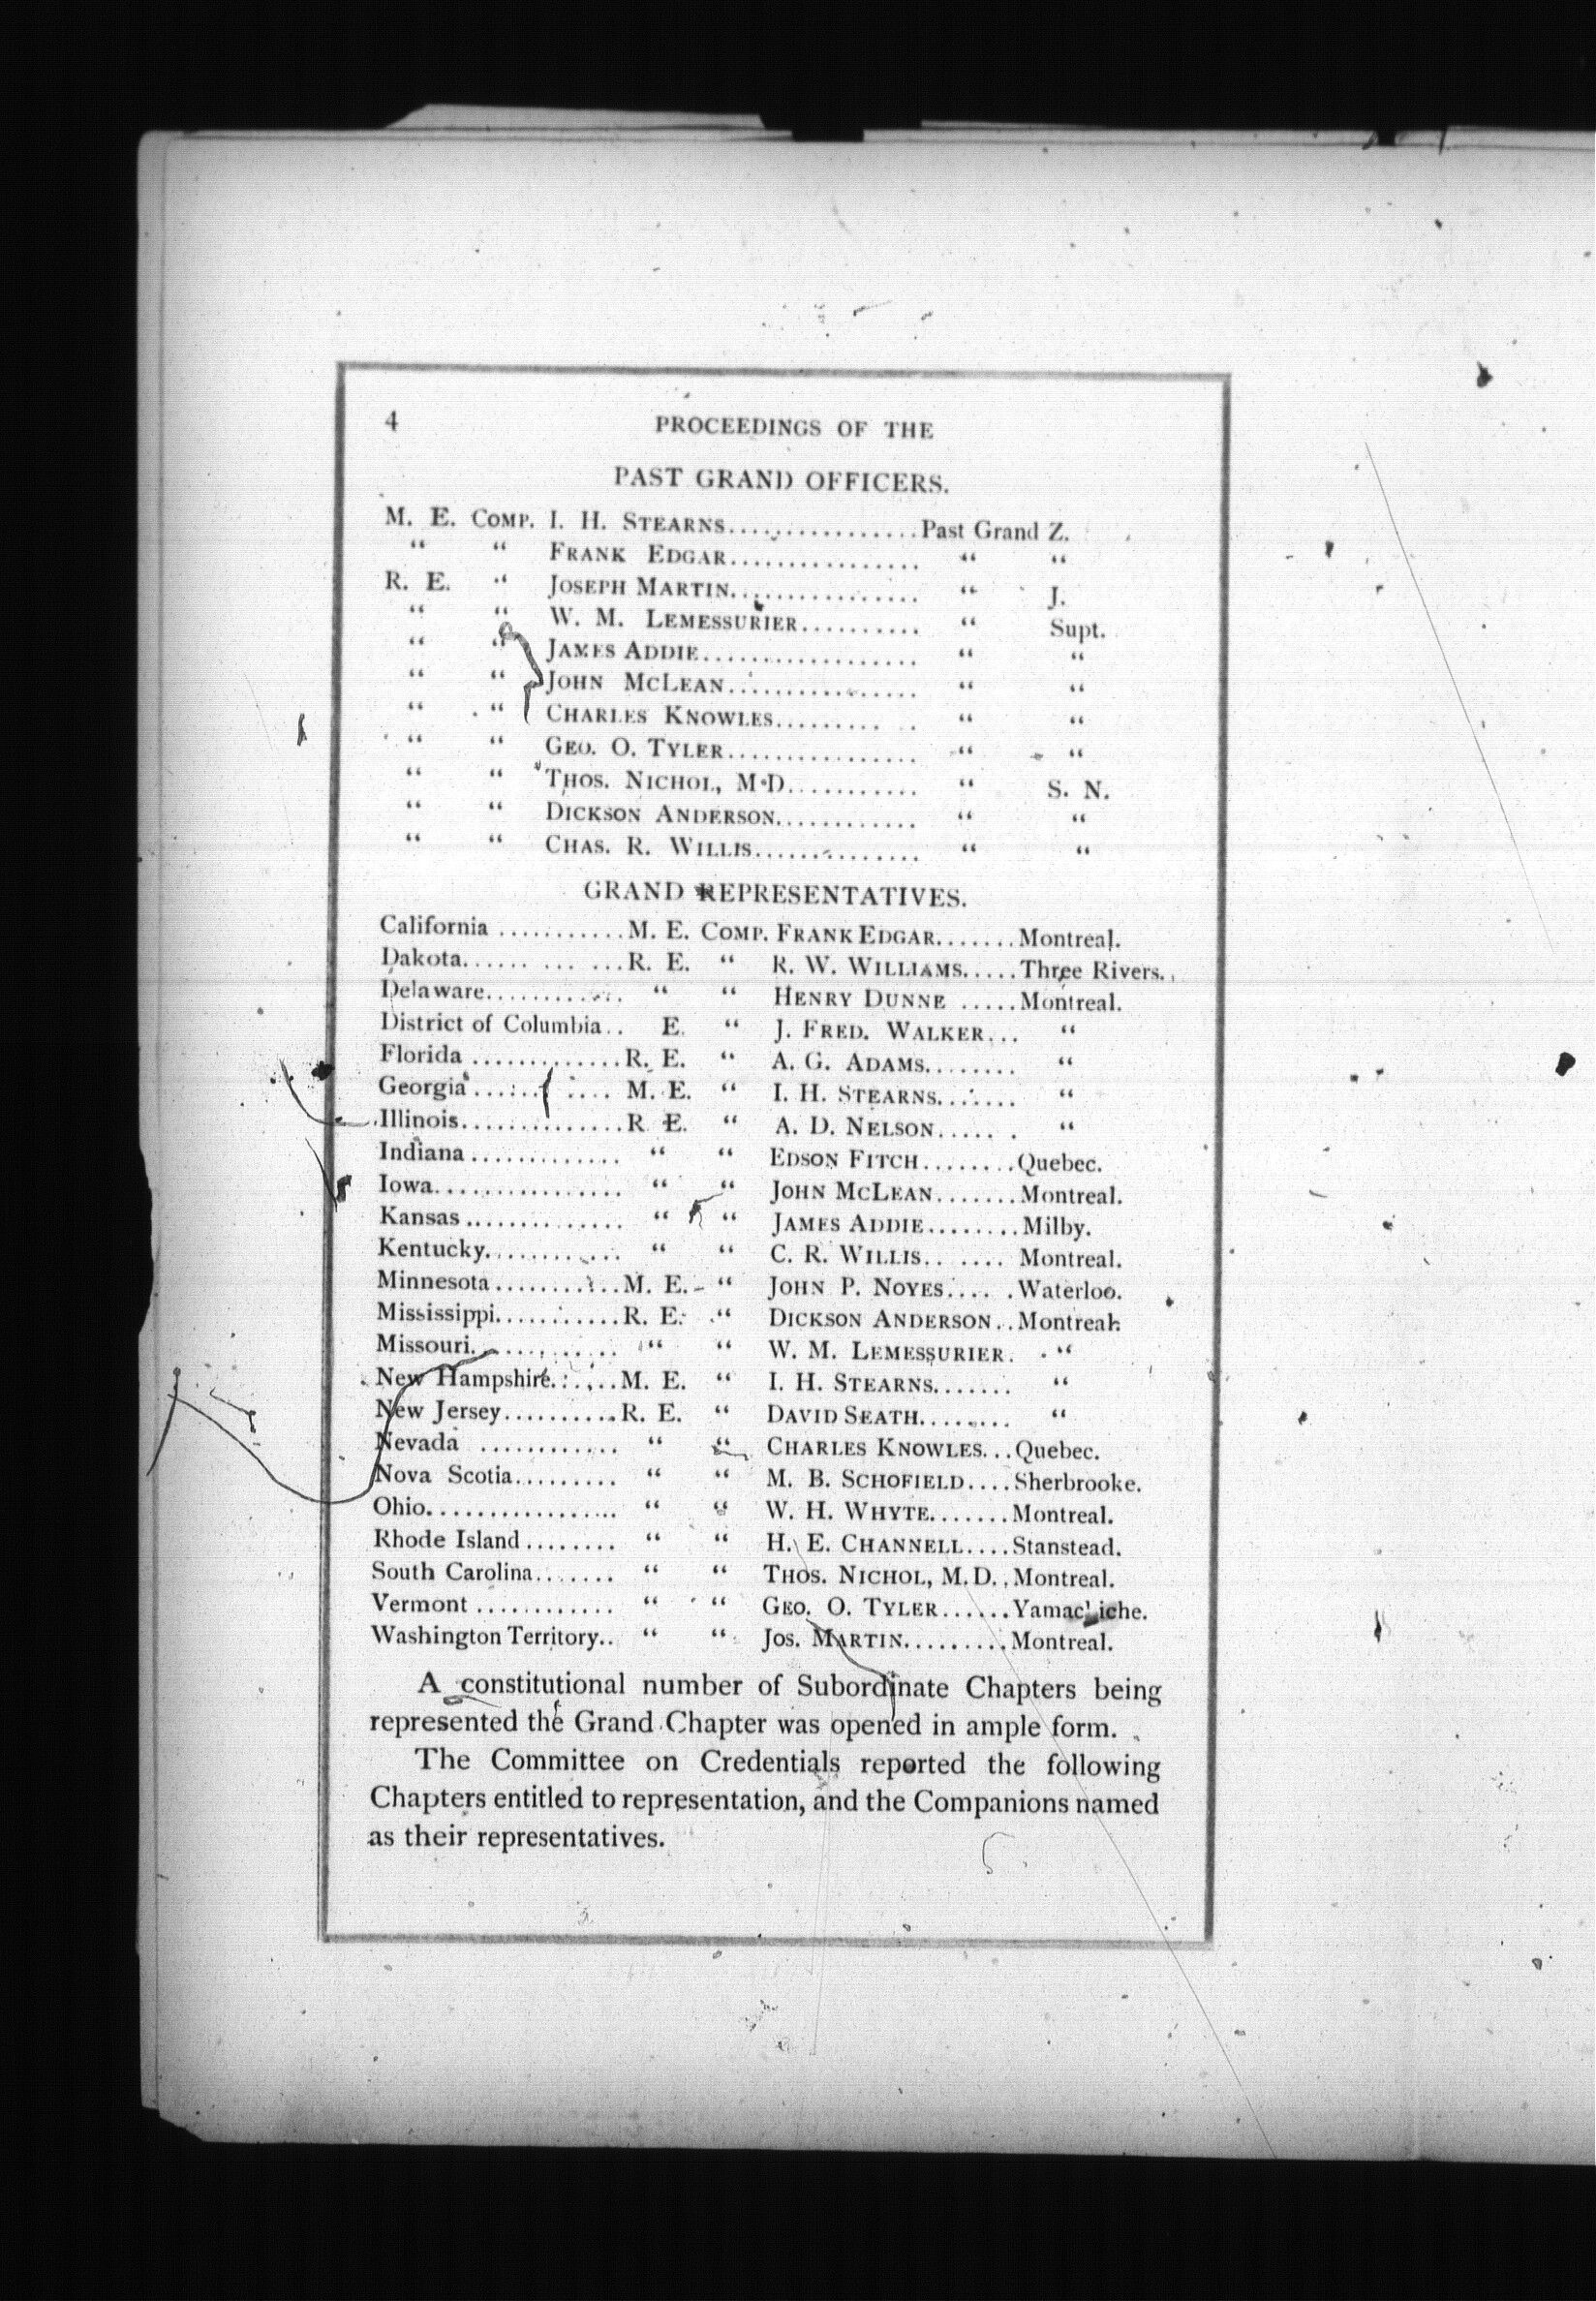 4 PROCEEDINGS OF THE
PAST GRAND OFFICERS.
M. E. COMP. I. H. STEARNS................Past Grand Z.
“ “ FRANK EDGAR................ “ “
R. E. “ JOSEPH MARTIN................ “ J.
“ “ W. M. LEMESSURIER.......... “ Supt.
“ “ JAMES ADDIE.................. “ “
“ “ JOHN MCLEAN................ “ “
“ “ CHARLES KNOWLES......... . “ “
“ “ GEO. O. TYLER................ “ “
“ “ THOS. NICHOL, M.D........... “ S. N.
“ “ DICKSON ANDERSON............ “ “
“ “ CHAS. R. WILLIS.............. “ “
GRAND REPRESENTATIVES.
California ...........M. E. COMP. FRANK EDGAR.......Montreal.
Dakota...... ... ...R. E. “ R. W. WILLIAMS.....Three Rivers.
Delaware............ “ “ HENRY DUNNE .....Montreal.
District of Columbia.. E. “ J. FRED. WALKER... “
Florida .............R. E. “ A. G. ADAMS........ “
Georgia........... M. E. “ I. H. STEARNS....... “
Illinois..............R E. “ A. D. NELSON..... . “
Indiana ............. “ “ EDSON FITCH........Quebec.
Iowa................ “ “ JOHN MCLEAN.......Montreal.
Kansas .............. “ “ JAMES ADDIE........Milby.
Kentucky............ “ “ C. R. WILLIS.. .... Montreal.
Minnesota...........M. E. “ JOHN P. NOYES.... .Waterloo.
Mississippi...........R. E. “ DICKSON ANDERSON..Montreal.
Missouri............. “ “ W. M. LEMESSURIER. “
New Hampshire......M. E. “ I. H. STEARNS....... “
New Jersey..........R. E. “ DAVID SEATH........ “
Nevada ............ “ “ CHARLES KNOWLES...Quebec.
Nova Scotia......... “ “ M. B. SCHOFIELD....Sherbrooke.
Ohio................. “ “ W. H. WHYTE.......Montreal.
Rhode Island ........ “ “ H. E. CHANNELL....Stanstead.
South Carolina....... “ “ THOS. NICHOL, M.D..Montreal.
Vermont ............ “ “ GEO. O. TYLER......Yamachiche.
Washington Territory.. “ “ JOS. MARTIN.........Montreal.
A constitutional number of Subordinate Chapters being
represented the Grand Chapter was opened in ample form.
The Committee on Credentials reported the following
Chapters entitled to representation, and the Companions named
as their representatives.